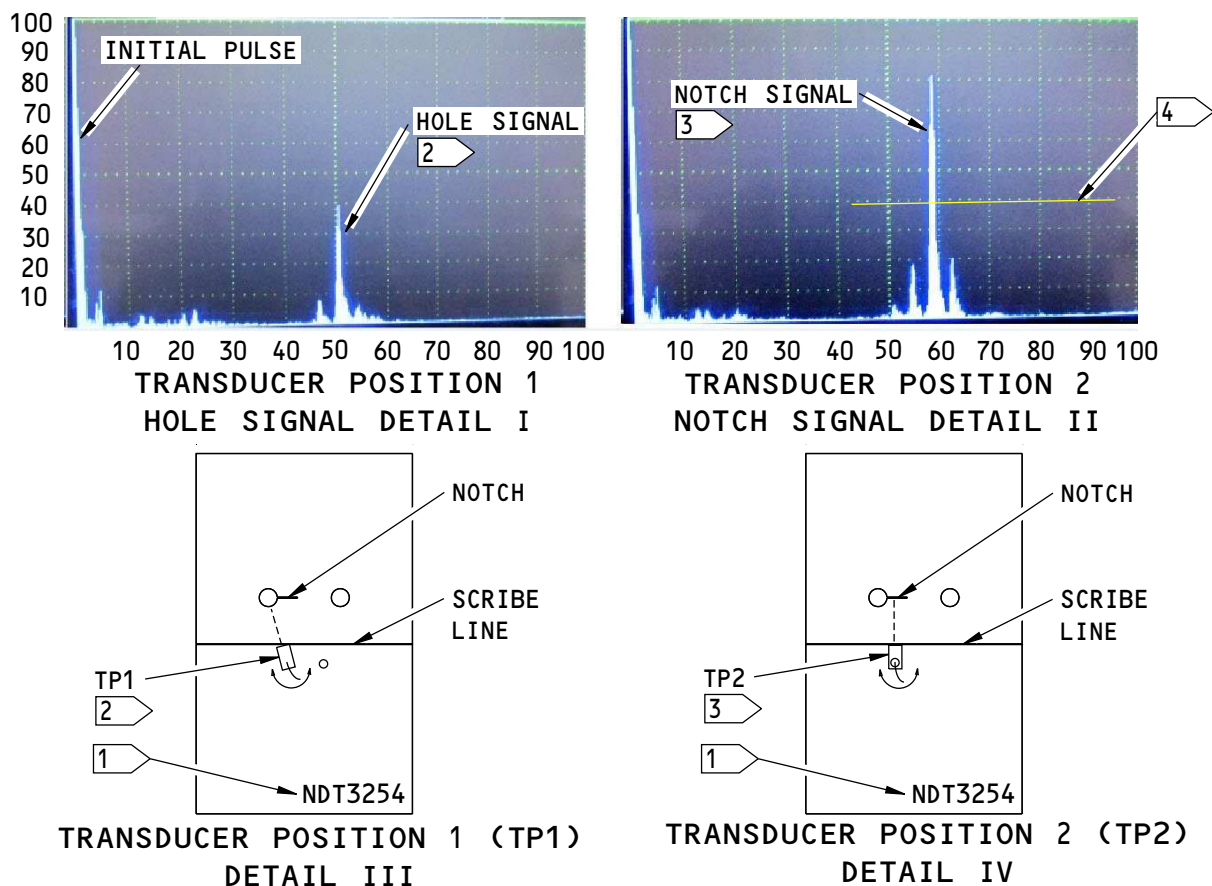 100
90
80
70
60
50
40
30
20
10
INITIAL PULSE
HOLE SIGNAL
2
10 20 30 40 50 60 70 80 90 100
TRANSDUCER POSITION 1
HOLE SIGNAL DETAIL I
NOTCH SIGNAL
3
4
10 20 30 40 50 60 70 80 90 100
TRANSDUCER POSITION 2
NOTCH SIGNAL DETAIL II
NOTCH
SCRIBE
LINE
TP1
2
1
NDT3254
TRANSDUCER POSITION 1 (TP1)
DETAIL III
NOTCH
SCRIBE
LINE
TP2
3
1
NDT3254
TRANSDUCER POSITION 2 (TP2)
DETAIL IV